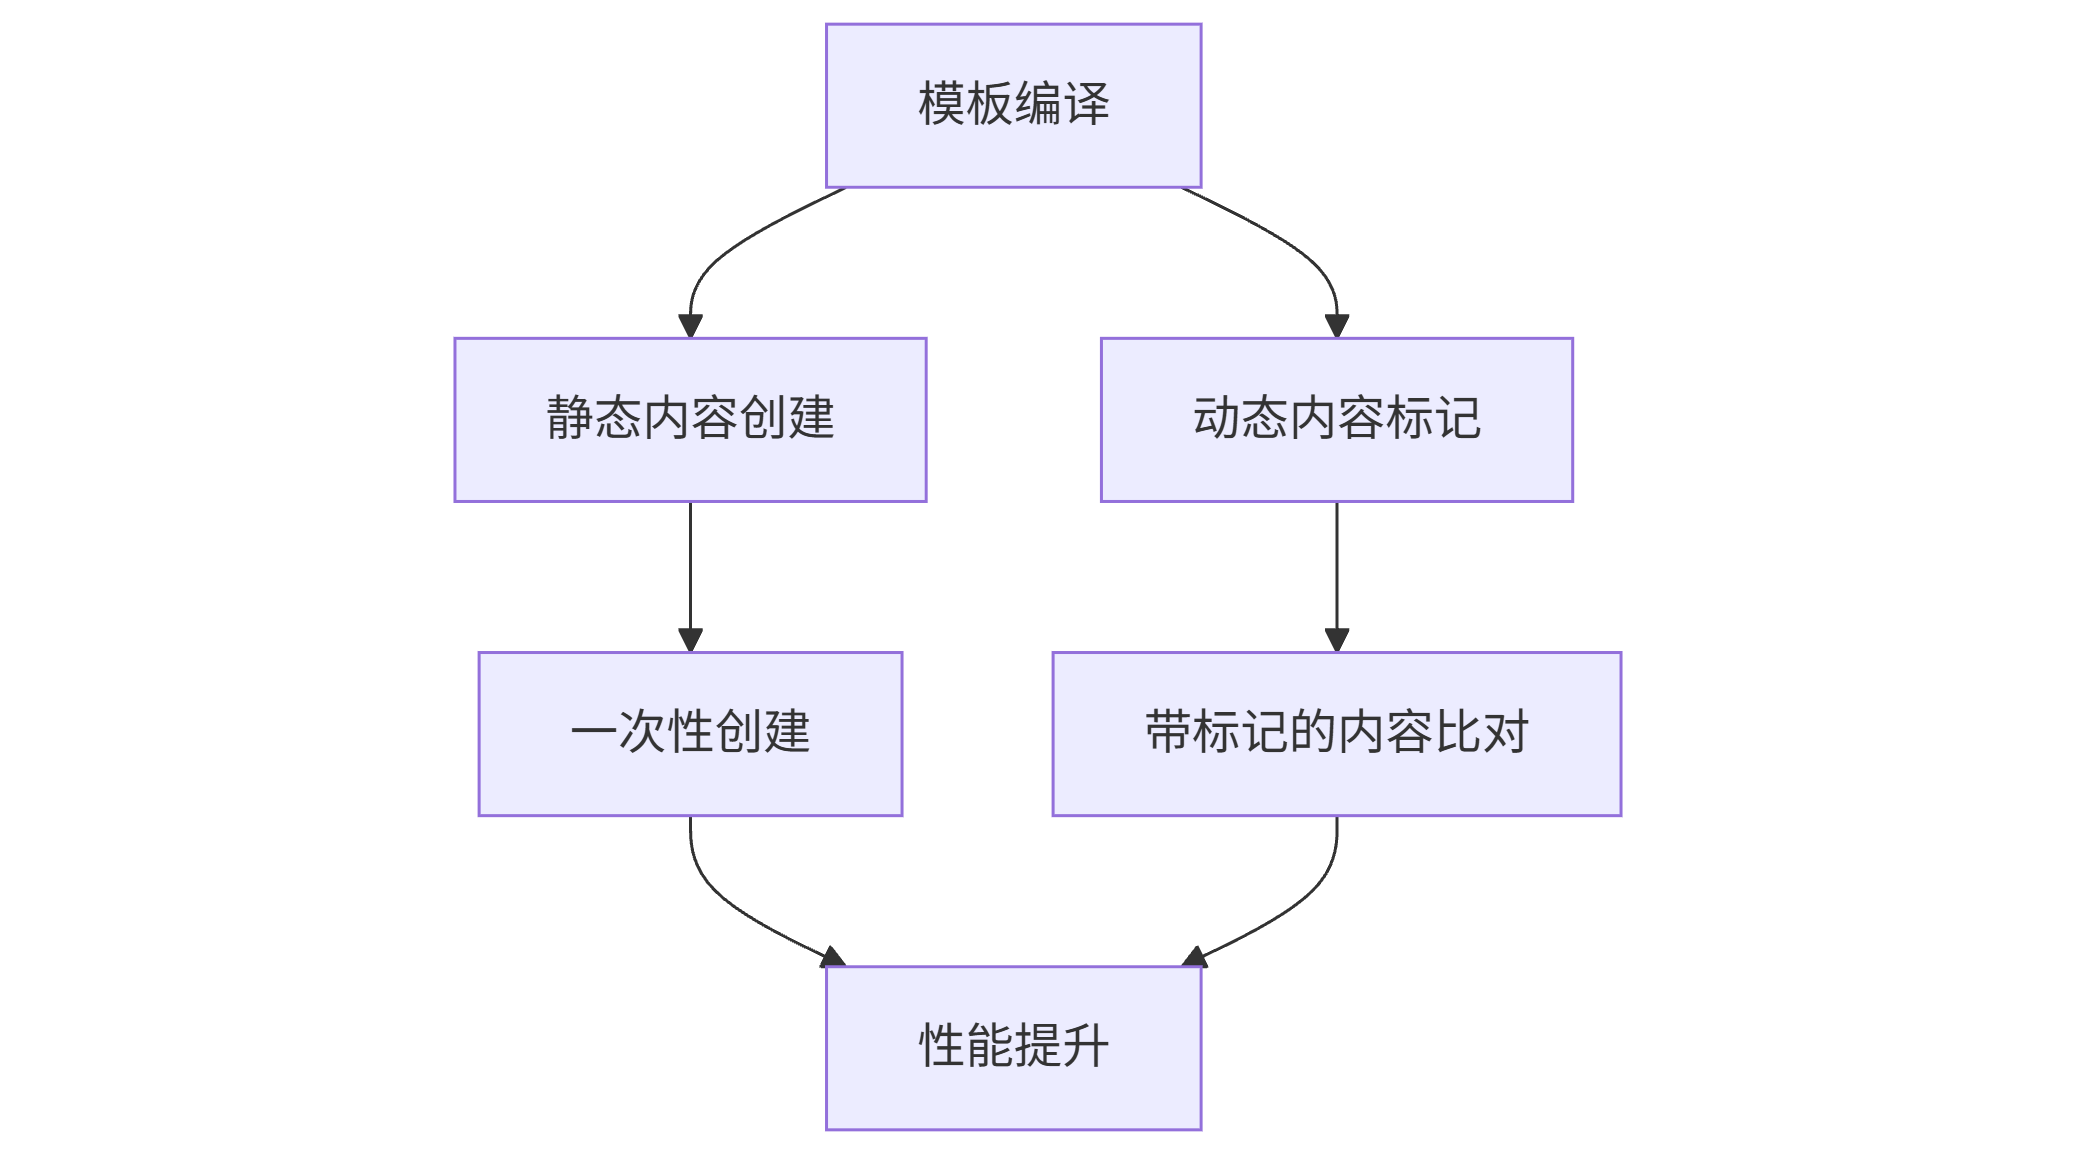 模板编译
静态内容创建
动态内容标记
一次性创建
带标记的内容比对
性能提升